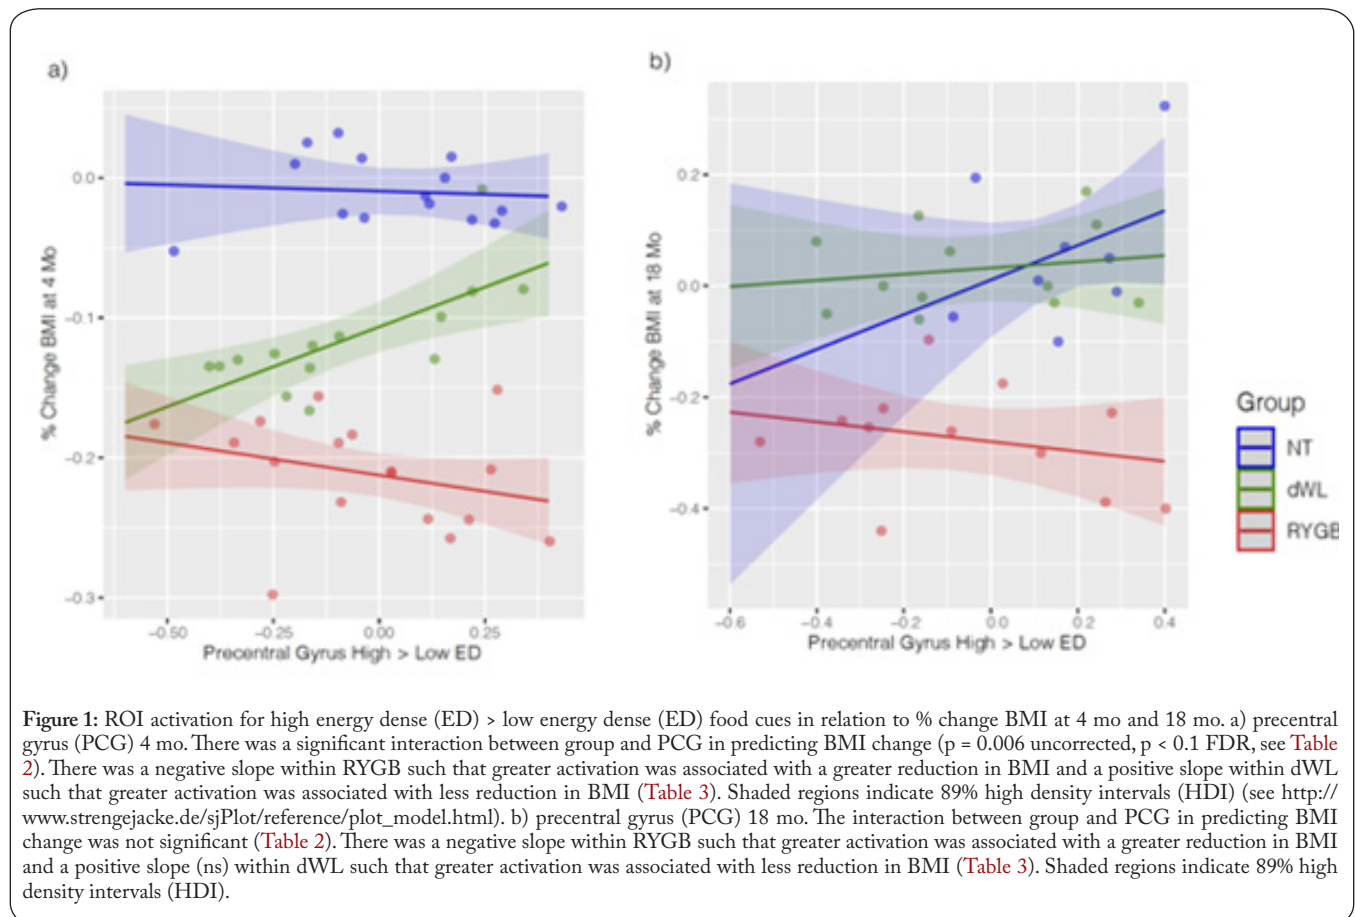 a)
0.0
−0.1
−0.2
−0.3
% Change BMI at 4 Mo
−0.50
−0.25
0.00
0.25
Precentral Gyrus High > Low ED
b)
0.2
0.0
−0.2
−0.4
% Change BMI at 18 Mo
−0.6
−0.4
−0.2
0.0
0.2
0.4
Precentral Gyrus High > Low ED
Group
NT
dWL
RYGB
Figure 1: ROI activation for high energy dense (ED) > low energy dense (ED) food cues in relation to % change BMI at 4 mo and 18 mo. a) precentral
gyrus (PCG) 4 mo. There was a significant interaction between group and PCG in predicting BMI change (p = 0.006 uncorrected, p < 0.1 FDR, see Table
2). There was a negative slope within RYGB such that greater activation was associated with a greater reduction in BMI and a positive slope within dWL
such that greater activation was associated with less reduction in BMI (Table 3). Shaded regions indicate 89% high density intervals (HDI) (see http://
www.strengejacke.de/sjPlot/reference/plot_model.html). b) precentral gyrus (PCG) 18 mo. The interaction between group and PCG in predicting BMI
change was not significant (Table 2). There was a negative slope within RYGB such that greater activation was associated with a greater reduction in BMI
and a positive slope (ns) within dWL such that greater activation was associated with less reduction in BMI (Table 3). Shaded regions indicate 89% high
density intervals (HDI).